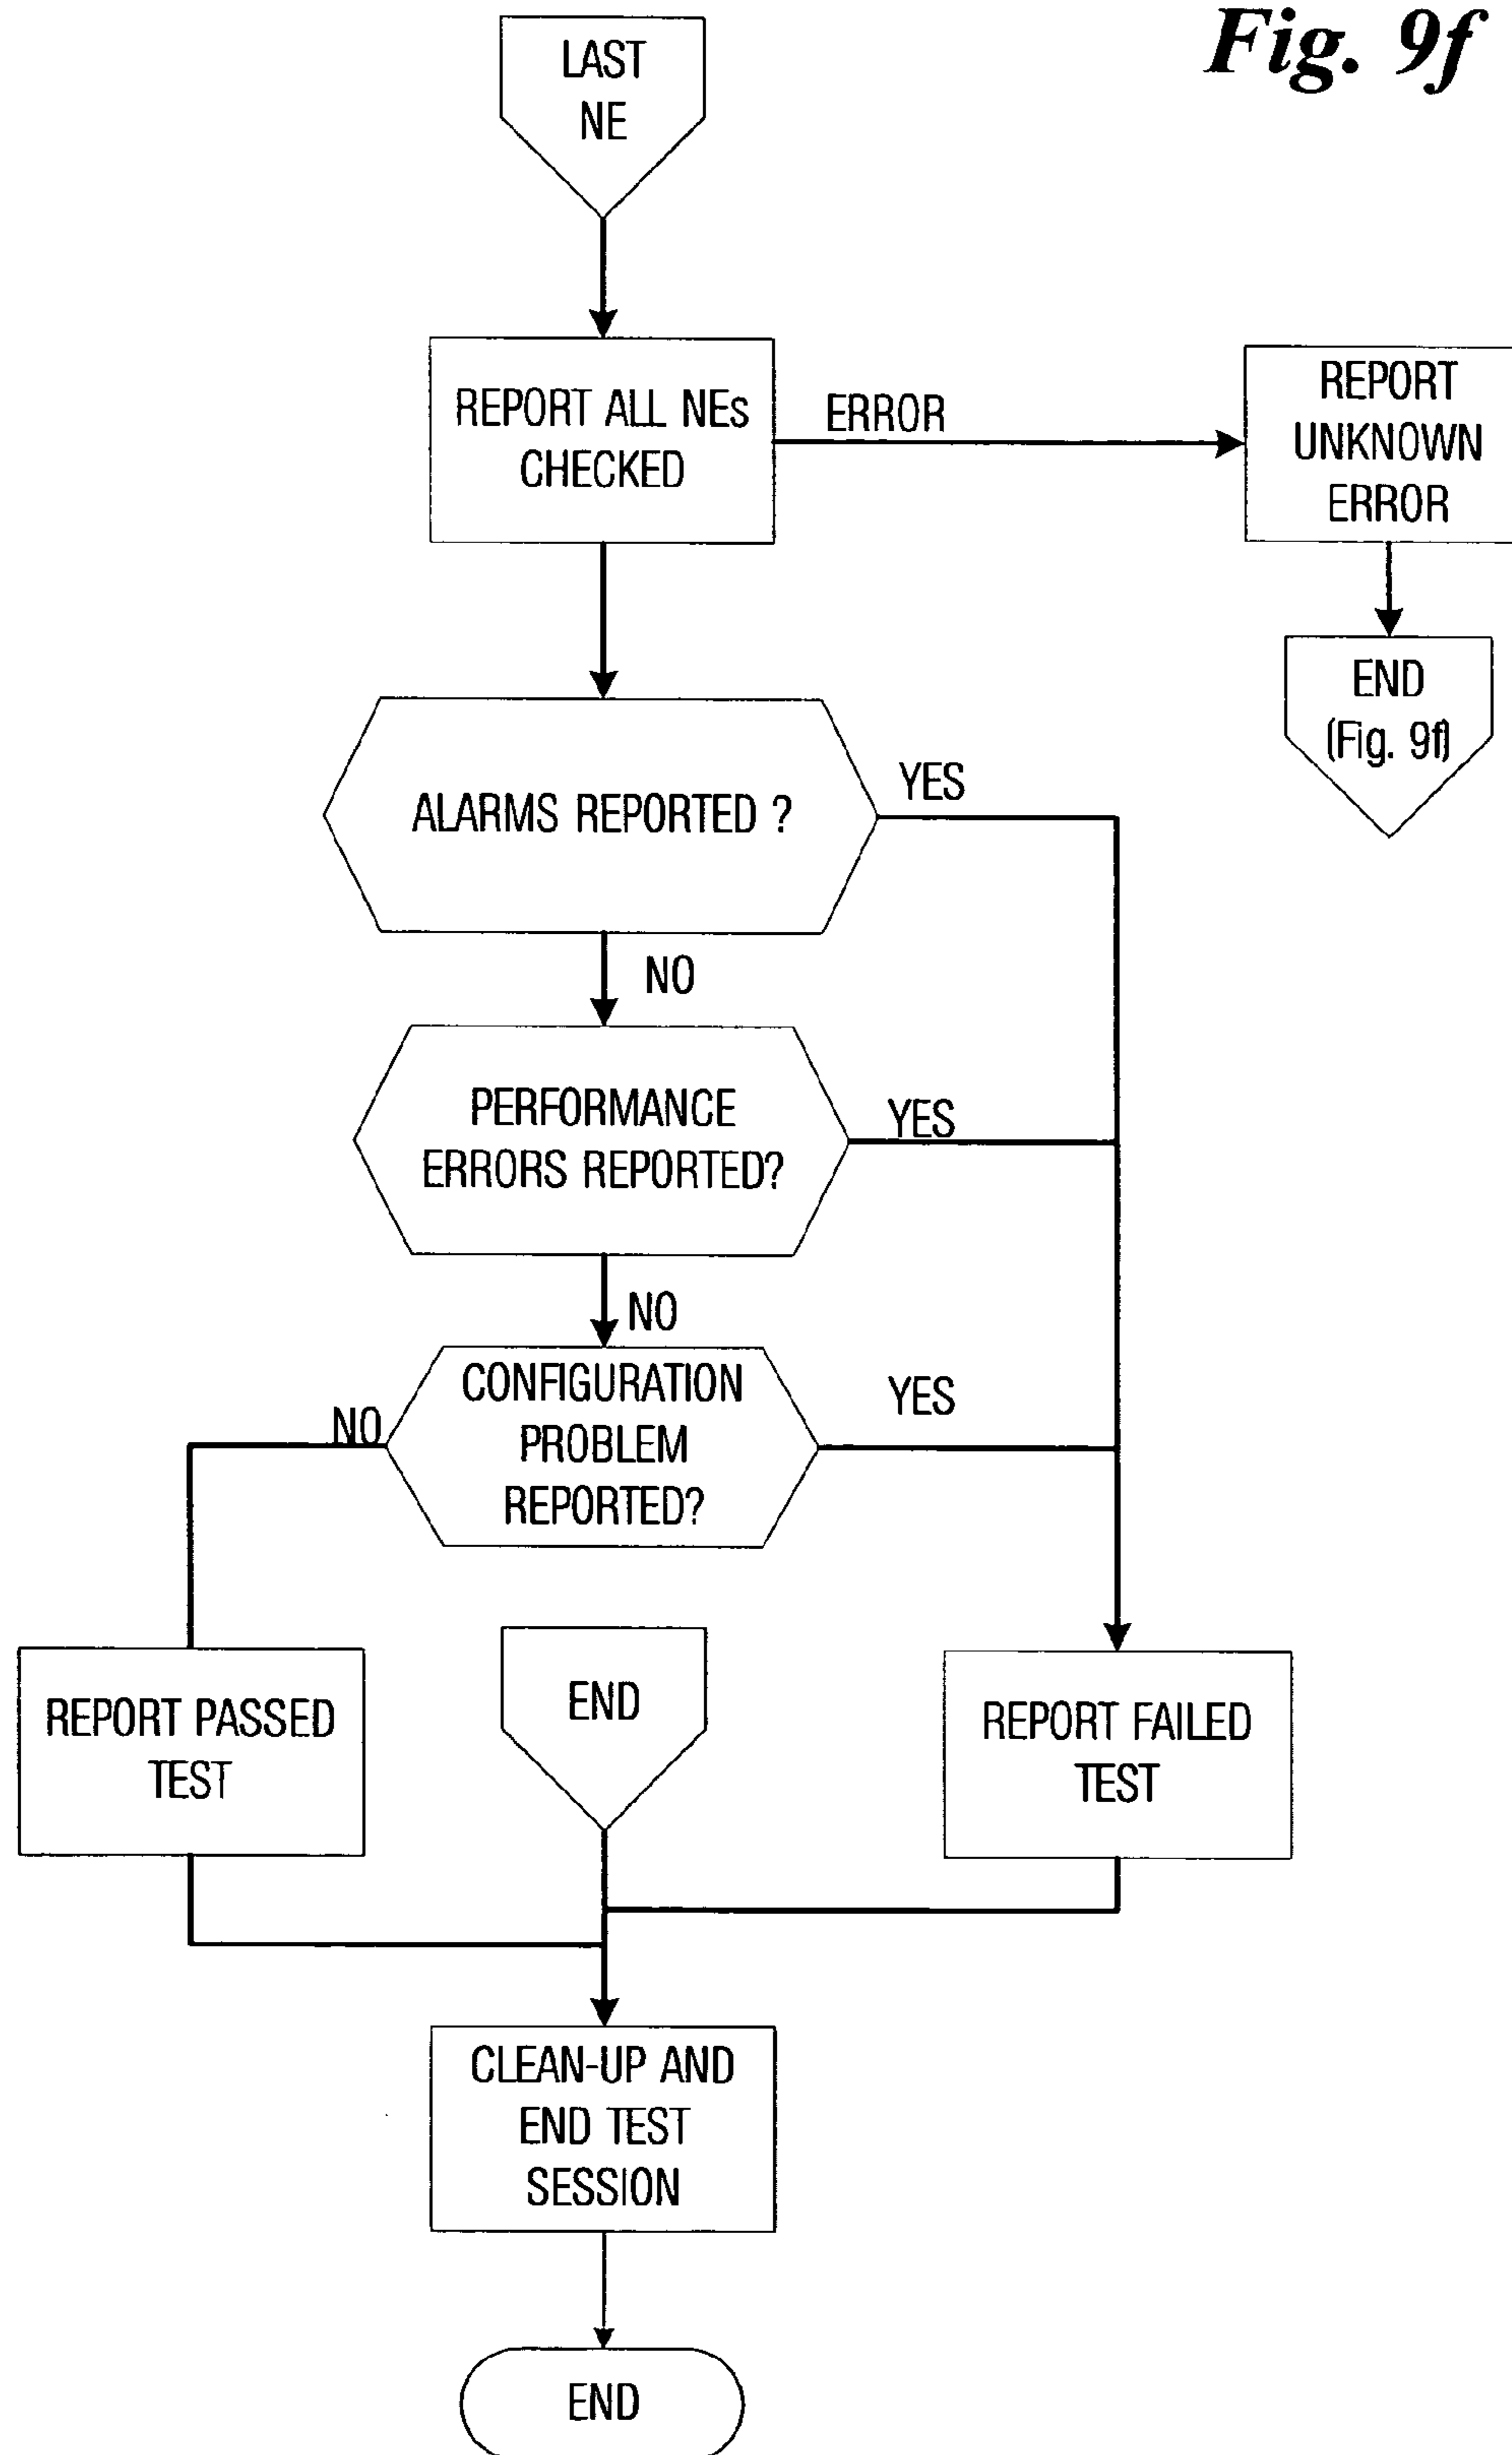 Fig. 9f
LAST
NE
REPORT ALL NEs
CHECKED
ERROR
REPORT
UNKNOWN
ERROR
END
(Fig. 9f)
ALARMS REPORTED ?
YES
NO
PERFORMANCE
ERRORS REPORTED?
YES
NO
CONFIGURATION
PROBLEM
REPORTED?
YES
NO
REPORT PASSED
TEST
END
REPORT FAILED
TEST
CLEAN-UP AND
END TEST
SESSION
END